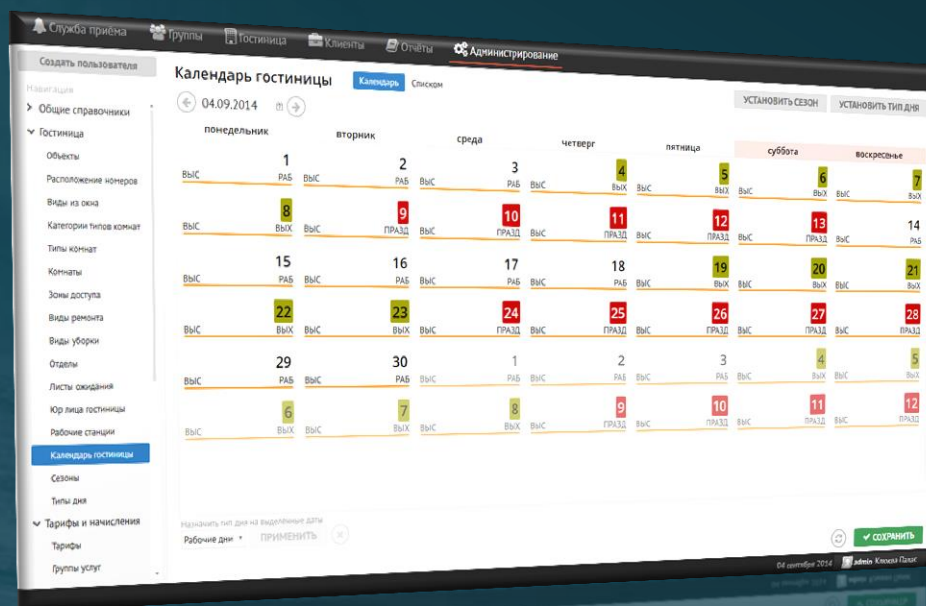 Служба приёма Группы Гостиница Клиенты Отчёты Администрирование
Создать пользователя
Навигация
Общие справочники
Гостиница
Объекты
Расположение номеров
Виды из окна
Категории типов комнат
Типы комнат
Комнаты
Зоны доступа
Виды ремонта
Виды уборки
Отделы
Листы ожидания
Юр лица гостиницы
Рабочие станции
Календарь гостиницы
Сезоны
Типы дня
Тарифы и начисления
Тарифы
Группы услуг
Календарь гостиницы Календарь Списком
04.09.2014
УСТАНОВИТЬ СЕЗОН УСТАНОВИТЬ ТИП ДНЯ
понедельник вторник среда четверг пятница суббота воскресенье
1 2 3 4 5 6 7
ВЫС РАБ ВЫС РАБ ВЫС РАБ ВЫС ВЫХ ВЫС ВЫХ ВЫС ВЫХ ВЫС ВЫХ
8 9 10 11 12 13 14
ВЫС ВЫХ ВЫС ПРАЗД ВЫС ПРАЗД ВЫС ПРАЗД ВЫС ПРАЗД ВЫС ПРАЗД ВЫС РАБ
15 16 17 18 19 20 21
ВЫС РАБ ВЫС РАБ ВЫС РАБ ВЫС РАБ ВЫС ВЫХ ВЫС ВЫХ ВЫС ВЫХ
22 23 24 25 26 27 28
ВЫС ВЫХ ВЫС ВЫХ ВЫС ПРАЗД ВЫС ПРАЗД ВЫС ПРАЗД ВЫС ПРАЗД ВЫС ПРАЗД
29 30 1 2 3 4 5
ВЫС РАБ ВЫС РАБ ВЫС РАБ ВЫС РАБ ВЫС РАБ ВЫС ВЫХ ВЫС ВЫХ
6 7 8 9 10 11 12
ВЫС ВЫХ ВЫС ВЫХ ВЫС ВЫХ ВЫС ПРАЗД ВЫС ПРАЗД ВЫС ПРАЗД ВЫС ПРАЗД
Назначить тип дня на выделенные даты
Рабочие дни ПРИМЕНИТЬ
СОХРАНИТЬ
04 сентября 2014 admin Клюква Палас